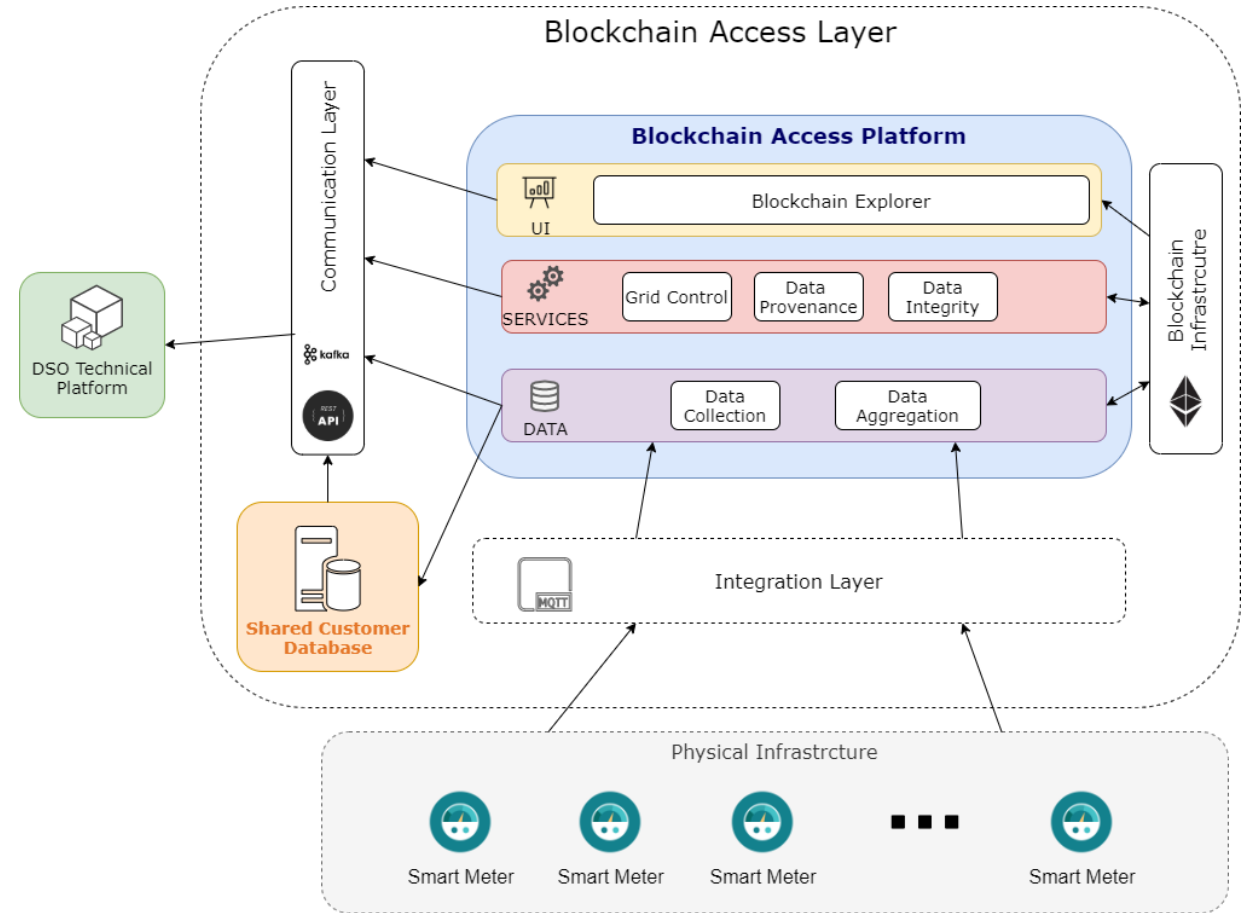 Blockchain Access Layer
Communication Layer
kafka
REST
API
Blockchain Access Platform
UI
Blockchain Explorer
SERVICES
Grid Control
Data
Provenance
Data
Integrity
DATA
Data
Collection
Data
Aggregation
Blockchain
Infrastrcutre
DSO Technical
Platform
Shared Customer
Database
MQTT
Integration Layer
Physical Infrastrcture
Smart Meter
Smart Meter
Smart Meter
Smart Meter